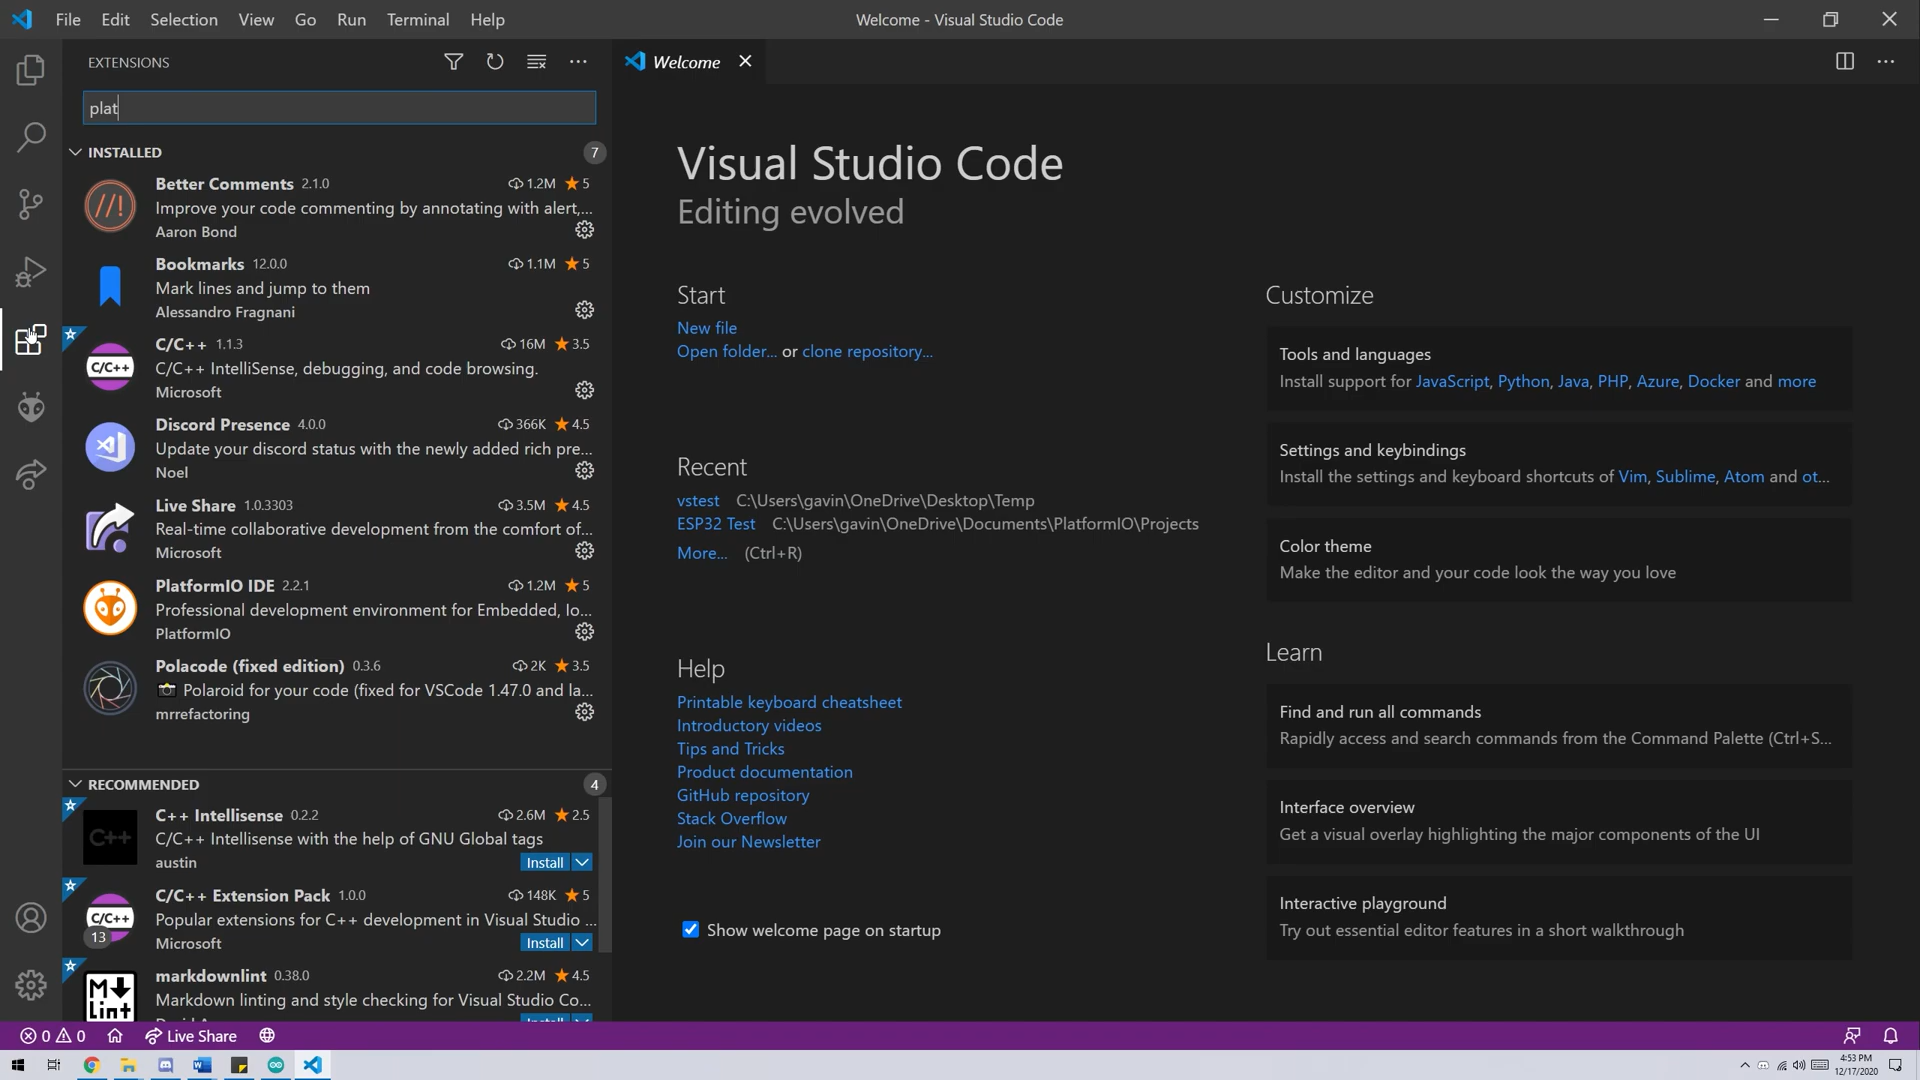 File Edit Selection View Go Run Terminal Help
Welcome - Visual Studio Code
EXTENSIONS
plat
INSTALLED 7
Better Comments 2.1.0 1.2M 5
Improve your code commenting by annotating with alert,...
Aaron Bond
Bookmarks 12.0.0 1.1M 5
Mark lines and jump to them
Alessandro Fragnani
C/C++ 1.1.3 16M 3.5
C/C++
C/C++ IntelliSense, debugging, and code browsing.
Microsoft
Discord Presence 4.0.0 366K 4.5
Update your discord status with the newly added rich pre...
Noel
Live Share 1.0.3303 3.5M 4.5
Real-time collaborative development from the comfort of...
Microsoft
PlatformIO IDE 2.2.1 1.2M 5
Professional development environment for Embedded, Io...
PlatformIO
Polacode (fixed edition) 0.3.6 2K 3.5
Polaroid for your code (fixed for VSCode 1.47.0 and la...
mrrefactoring
RECOMMENDED 4
C++ Intellisense 0.2.2 2.6M 2.5
C++
C/C++ Intellisense with the help of GNU Global tags
austin Install
C/C++ Extension Pack 1.0.0 148K 5
C/C++
Popular extensions for C++ development in Visual Studio ...
13
Microsoft Install
markdownlint 0.38.0 2.2M 4.5
M
Lint
Markdown linting and style checking for Visual Studio Co...
Welcome
Visual Studio Code
Editing evolved
Start
New file
Open folder... or clone repository...
Recent
vstest C:\Users\gavin\OneDrive\Desktop\Temp
ESP32 Test C:\Users\gavin\OneDrive\Documents\PlatformIO\Projects
More... (Ctrl+R)
Help
Printable keyboard cheatsheet
Introductory videos
Tips and Tricks
Product documentation
GitHub repository
Stack Overflow
Join our Newsletter
Show welcome page on startup
Customize
Tools and languages
Install support for JavaScript, Python, Java, PHP, Azure, Docker and more
Settings and keybindings
Install the settings and keyboard shortcuts of Vim, Sublime, Atom and ot...
Color theme
Make the editor and your code look the way you love
Learn
Find and run all commands
Rapidly access and search commands from the Command Palette (Ctrl+S...
Interface overview
Get a visual overlay highlighting the major components of the UI
Interactive playground
Try out essential editor features in a short walkthrough
0 0 Live Share
4:53 PM
12/17/2020